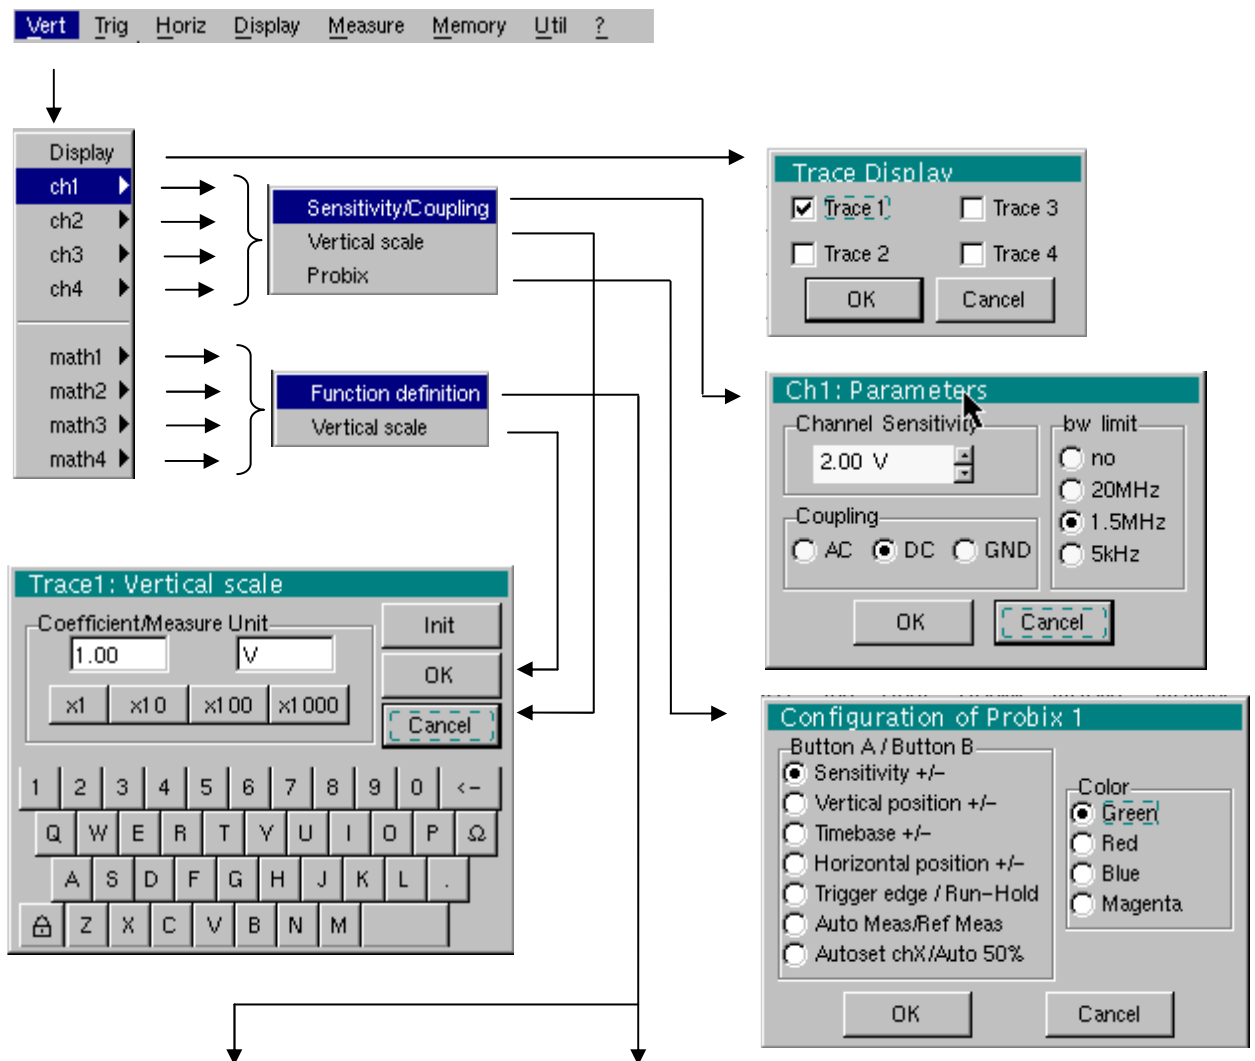 Vert Trig Horiz Display Measure Memory Util ?
Display
ch1
ch2
ch3
ch4
math1
math2
math3
math4
Sensitivity/Coupling
Vertical scale
Probix
Function definition
Vertical scale
Trace Display
Trace 1 Trace 3
Trace 2 Trace 4
OK Cancel
Ch1: Parameters
Channel Sensitivity
2.00 V
Coupling
AC DC GND
bw limit
no
20MHz
1.5MHz
5kHz
OK Cancel
Trace1: Vertical scale
Coefficient/Measure Unit
1.00 V
x1 x10 x100 x1000
Init
OK
Cancel
1 2 3 4 5 6 7 8 9 0 <-
Q W E R T Y U I O P Ω
A S D F G H J K L .
Z X C V B N M
Configuration of Probix 1
Button A / Button B
Sensitivity +/-
Vertical position +/-
Timebase +/-
Horizontal position +/-
Trigger edge / Run-Hold
Auto Meas/Ref Meas
Autoset chX/Auto 50%
Color
Green
Red
Blue
Magenta
OK Cancel